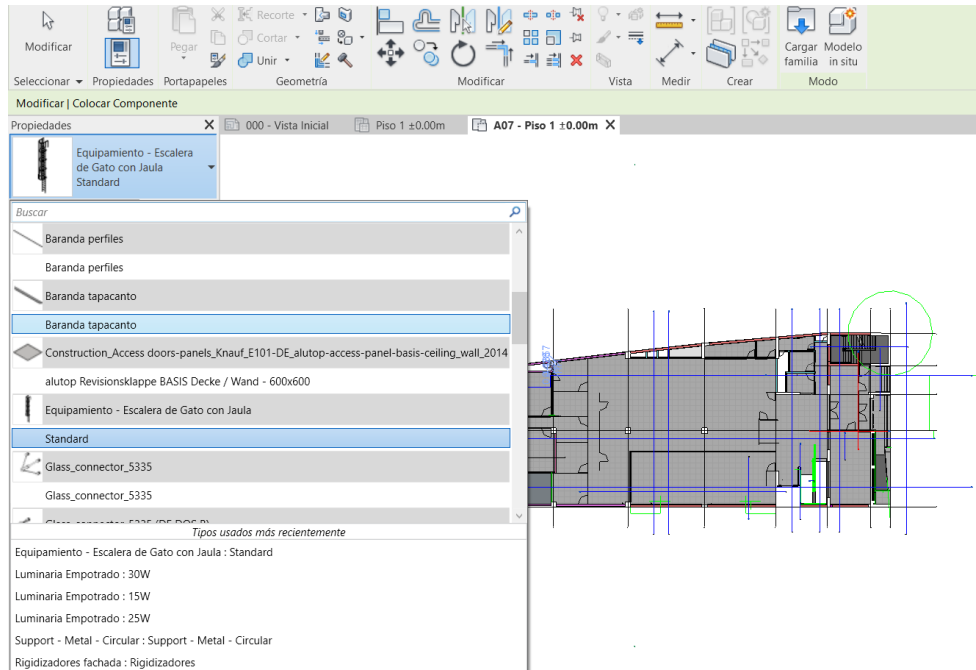 Recorte
Modificar
Pegar
Cortar
Unir
Cargar familia
Modelo in situ
Seleccionar
Propiedades
Portapapeles
Geometría
Modificar
Vista
Medir
Crear
Modo
Modificar | Colocar Componente
Propiedades
000 - Vista Inicial
Piso 1 ±0.00m
A07 - Piso 1 ±0.00m
Equipamiento - Escalera
de Gato con Jaula
Standard
Buscar
Baranda perfiles
Baranda perfiles
Baranda tapacanto
Baranda tapacanto
Construction_Access doors-panels_Knauf_E101-DE_alutop-access-panel-basis-ceiling_wall_2014
alutop Revisionsklappe BASIS Decke / Wand - 600x600
Equipamiento - Escalera de Gato con Jaula
Standard
Glass_connector_5335
Glass_connector_5335
Tipos usados más recientemente
Equipamiento - Escalera de Gato con Jaula : Standard
Luminaria Empotrado : 30W
Luminaria Empotrado : 15W
Luminaria Empotrado : 25W
Support - Metal - Circular : Support - Metal - Circular
Rigidizadores fachada : Rigidizadores